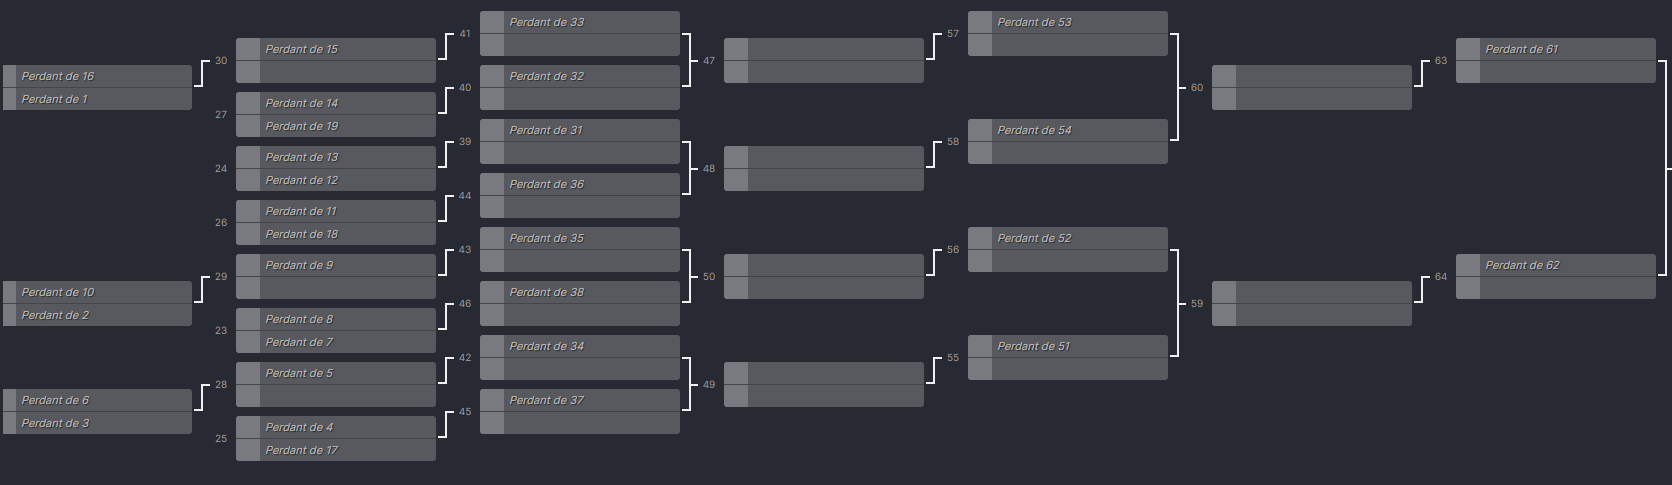 Perdant de 16
Perdant de 1
Perdant de 10
Perdant de 2
Perdant de 6
Perdant de 3
30
Perdant de 15
27
Perdant de 14
Perdant de 19
24
Perdant de 13
Perdant de 12
26
Perdant de 11
Perdant de 18
29
Perdant de 9
23
Perdant de 8
Perdant de 7
28
Perdant de 5
25
Perdant de 4
Perdant de 17
41
Perdant de 33
40
Perdant de 32
39
Perdant de 31
44
Perdant de 36
43
Perdant de 35
46
Perdant de 38
42
Perdant de 34
45
Perdant de 37
47
48
50
49
57
Perdant de 53
58
Perdant de 54
56
Perdant de 52
55
Perdant de 51
60
59
63
Perdant de 61
64
Perdant de 62